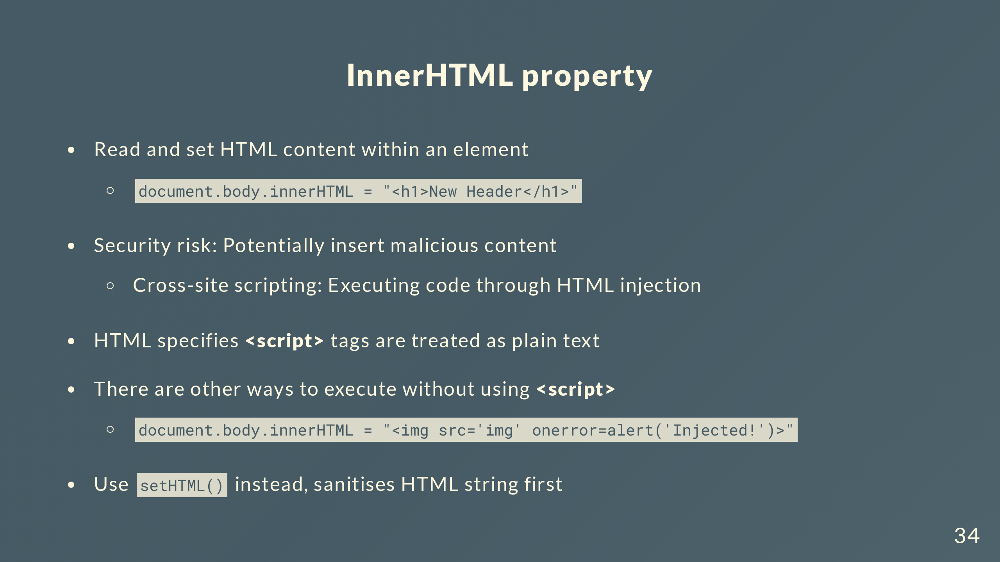 InnerHTML property
Read and set HTML content within an element
document.body.innerHTML = "<h1>New Header</h1>"
Security risk: Potentially insert malicious content
Cross-site scripting: Executing code through HTML injection
HTML specifies <script> tags are treated as plain text
There are other ways to execute without using <script>
document.body.innerHTML = "<img src='img' onerror=alert('Injected!')>"
Use setHTML() instead, sanitises HTML string first
34